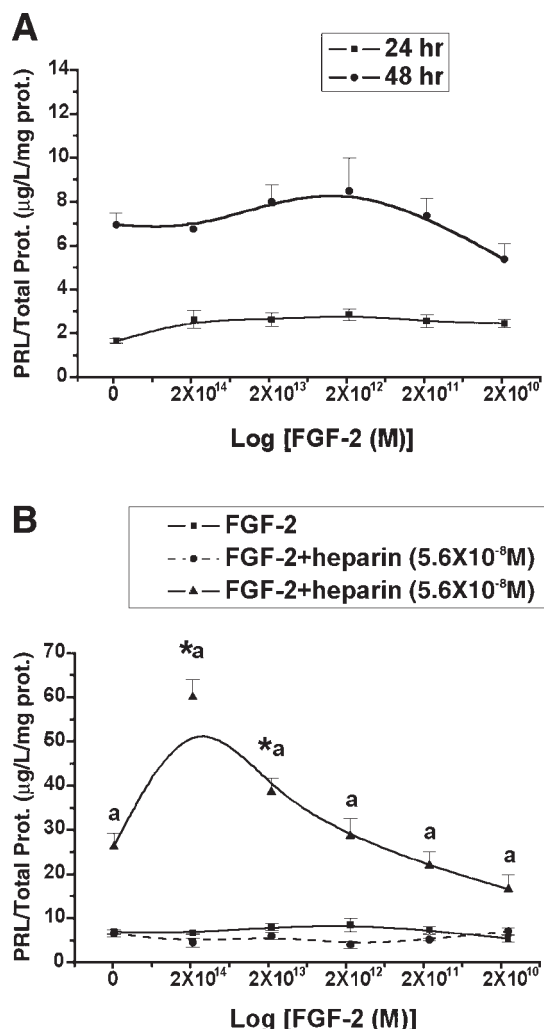 A
24 hr
48 hr
14
12
10
8
6
4
2
0
PRL/Total Prot. (µg/L/mg prot.)
0 2X10¹⁴ 2X10¹³ 2X10¹² 2X10¹¹ 2X10¹⁰
Log [FGF-2 (M)]
B
FGF-2
FGF-2+heparin (5.6X10⁻⁸M)
FGF-2+heparin (5.6X10⁻⁸M)
70
60
50
40
30
20
10
0
PRL/Total Prot. (µg/L/mg prot.)
a *a *a a a a
0 2X10¹⁴ 2X10¹³ 2X10¹² 2X10¹¹ 2X10¹⁰
Log [FGF-2 (M)]